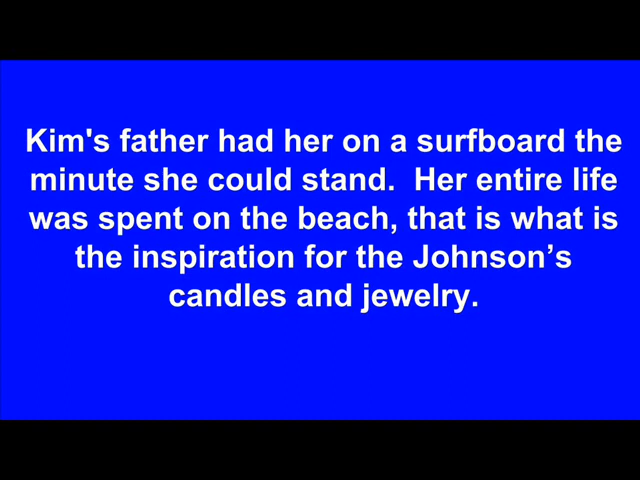 Kim's father had her on a surfboard the
minute she could stand.  Her entire life
was spent on the beach, that is what is
the inspiration for the Johnson’s
candles and jewelry.